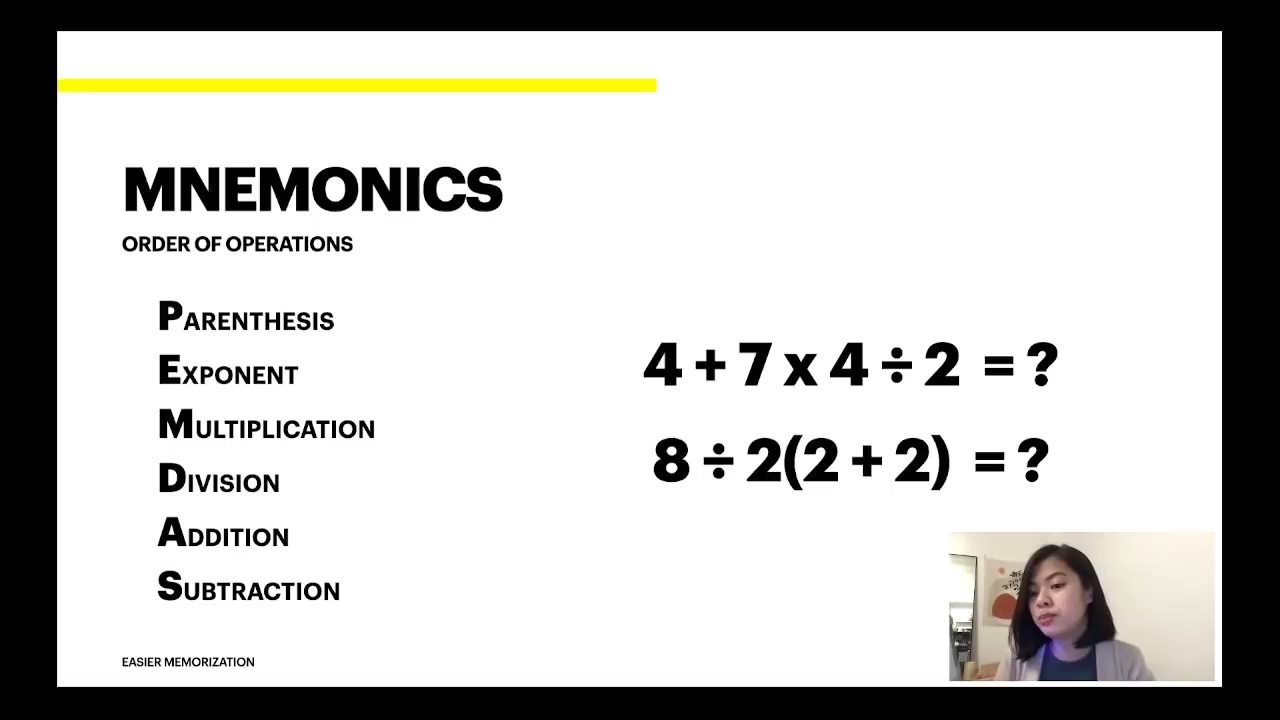 MNEMONICS
ORDER OF OPERATIONS
PARENTHESIS
EXPONENT
MULTIPLICATION
DIVISION
ADDITION
SUBTRACTION
4 + 7 x 4 ÷ 2 = ?
8 ÷ 2(2 + 2) = ?
EASIER MEMORIZATION